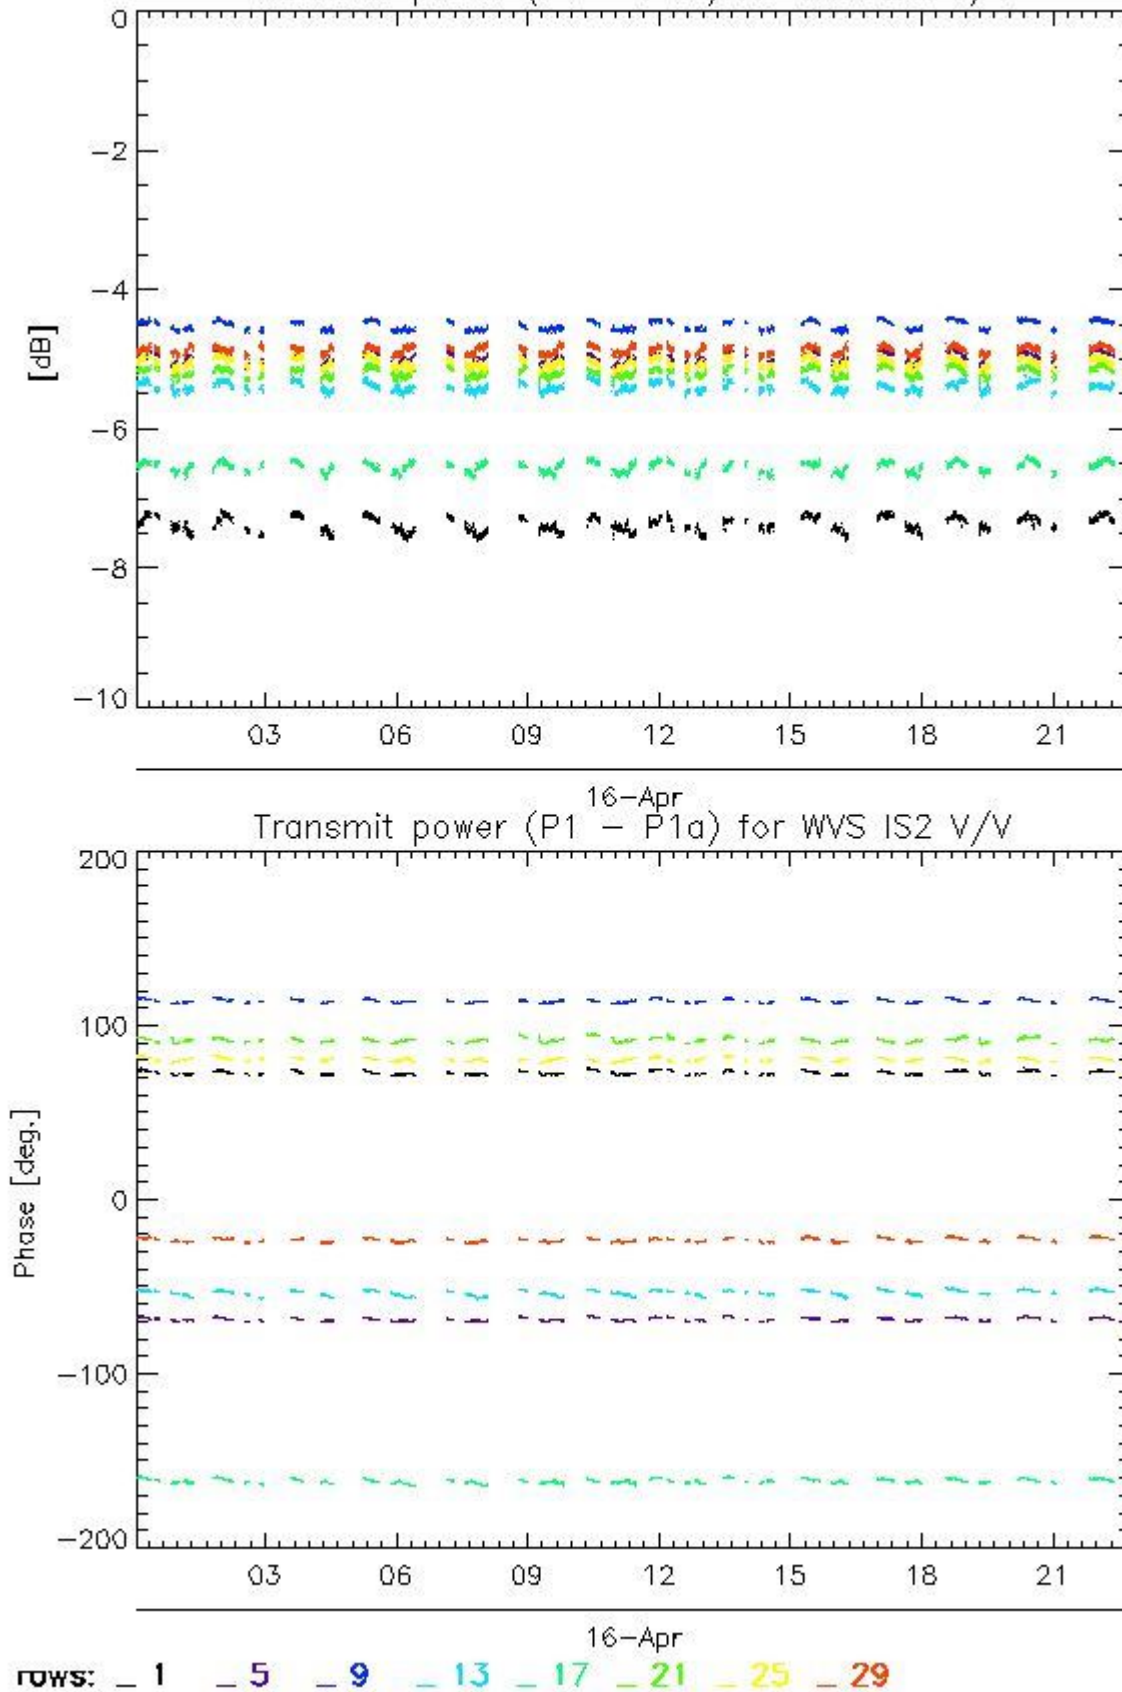 0
-2
-4
[dB]
-6
-8
-10
03 06 09 12 15 18 21
16-Apr
Transmit power (P1 - P1a) for WVS IS2 V/V
200
100
Phase [deg.]
0
-100
-200
03 06 09 12 15 18 21
16-Apr
rows: _ 1 _ 5 _ 9 _ 13 _ 17 _ 21 _ 25 _ 29